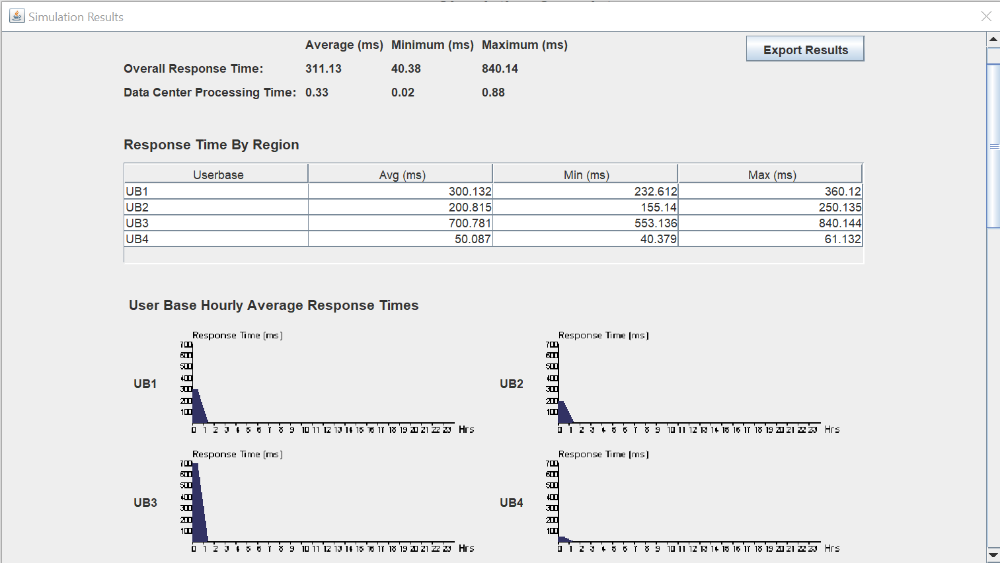 Simulation Results
Average (ms) Minimum (ms) Maximum (ms)
Export Results
Overall Response Time: 311.13 40.38 840.14
Data Center Processing Time: 0.33 0.02 0.88
Response Time By Region
Userbase Avg (ms) Min (ms) Max (ms)
UB1 300.132 232.612 360.12
UB2 200.815 155.14 250.135
UB3 700.781 553.136 840.144
UB4 50.087 40.379 61.132
User Base Hourly Average Response Times
Response Time (ms)
700
600
500
400
300
200
100
UB1
0 1 2 3 4 5 6 7 8 9 10 11 12 13 14 15 16 17 18 19 20 21 22 23 Hrs
Response Time (ms)
700
600
500
400
300
200
100
UB2
0 1 2 3 4 5 6 7 8 9 10 11 12 13 14 15 16 17 18 19 20 21 22 23 Hrs
Response Time (ms)
700
600
500
400
300
200
100
UB3
0 1 2 3 4 5 6 7 8 9 10 11 12 13 14 15 16 17 18 19 20 21 22 23 Hrs
Response Time (ms)
700
600
500
400
300
200
100
UB4
0 1 2 3 4 5 6 7 8 9 10 11 12 13 14 15 16 17 18 19 20 21 22 23 Hrs